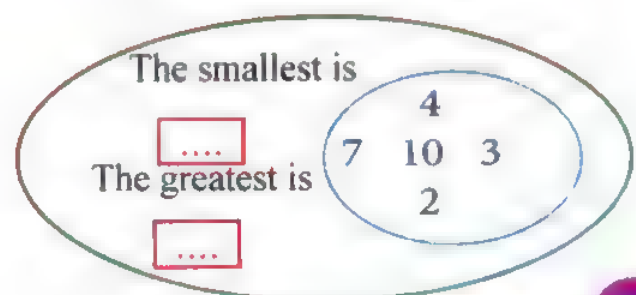 The smallest is
....
The greatest is
....
4
7 10 3
2